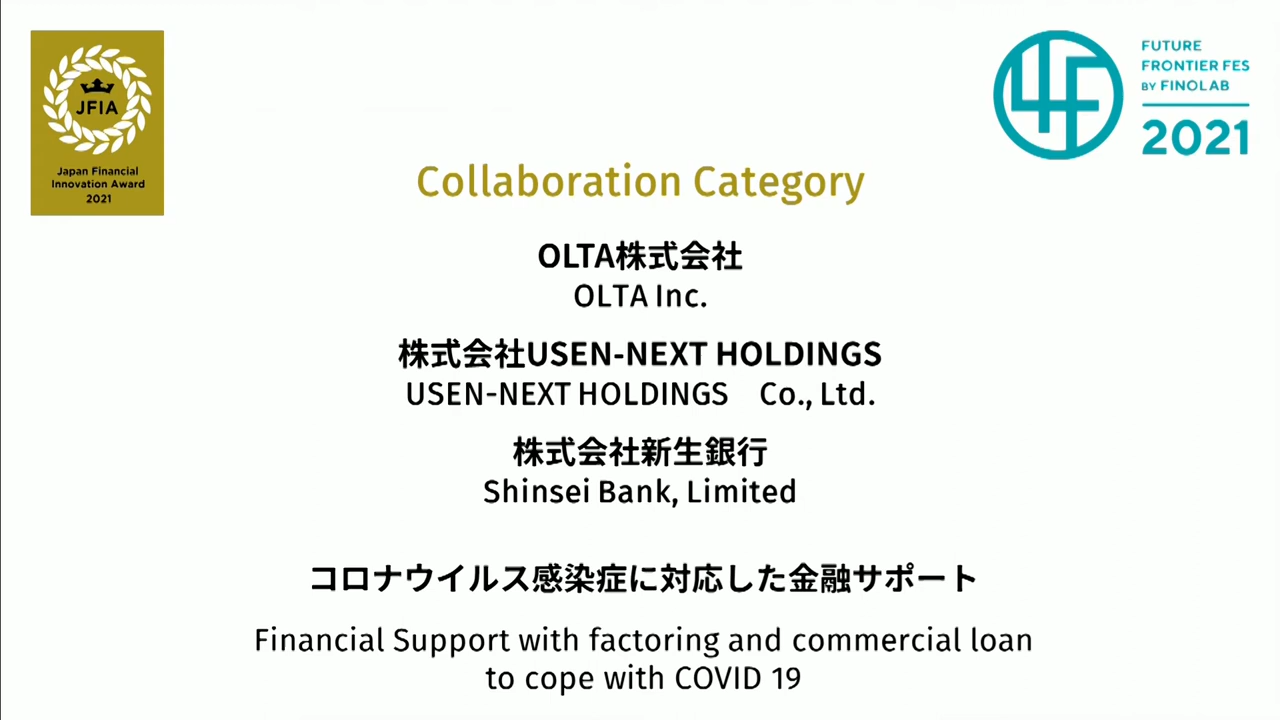 JFIA
Japan Financial
Innovation Award
2021
4F
FUTURE
FRONTIER FES
BY FINOLAB
2021
Collaboration Category
OLTA株式会社
OLTA Inc.
株式会社USEN-NEXT HOLDINGS
USEN-NEXT HOLDINGS　Co., Ltd.
株式会社新生銀行
Shinsei Bank, Limited
コロナウイルス感染症に対応した金融サポート
Financial Support with factoring and commercial loan
to cope with COVID 19